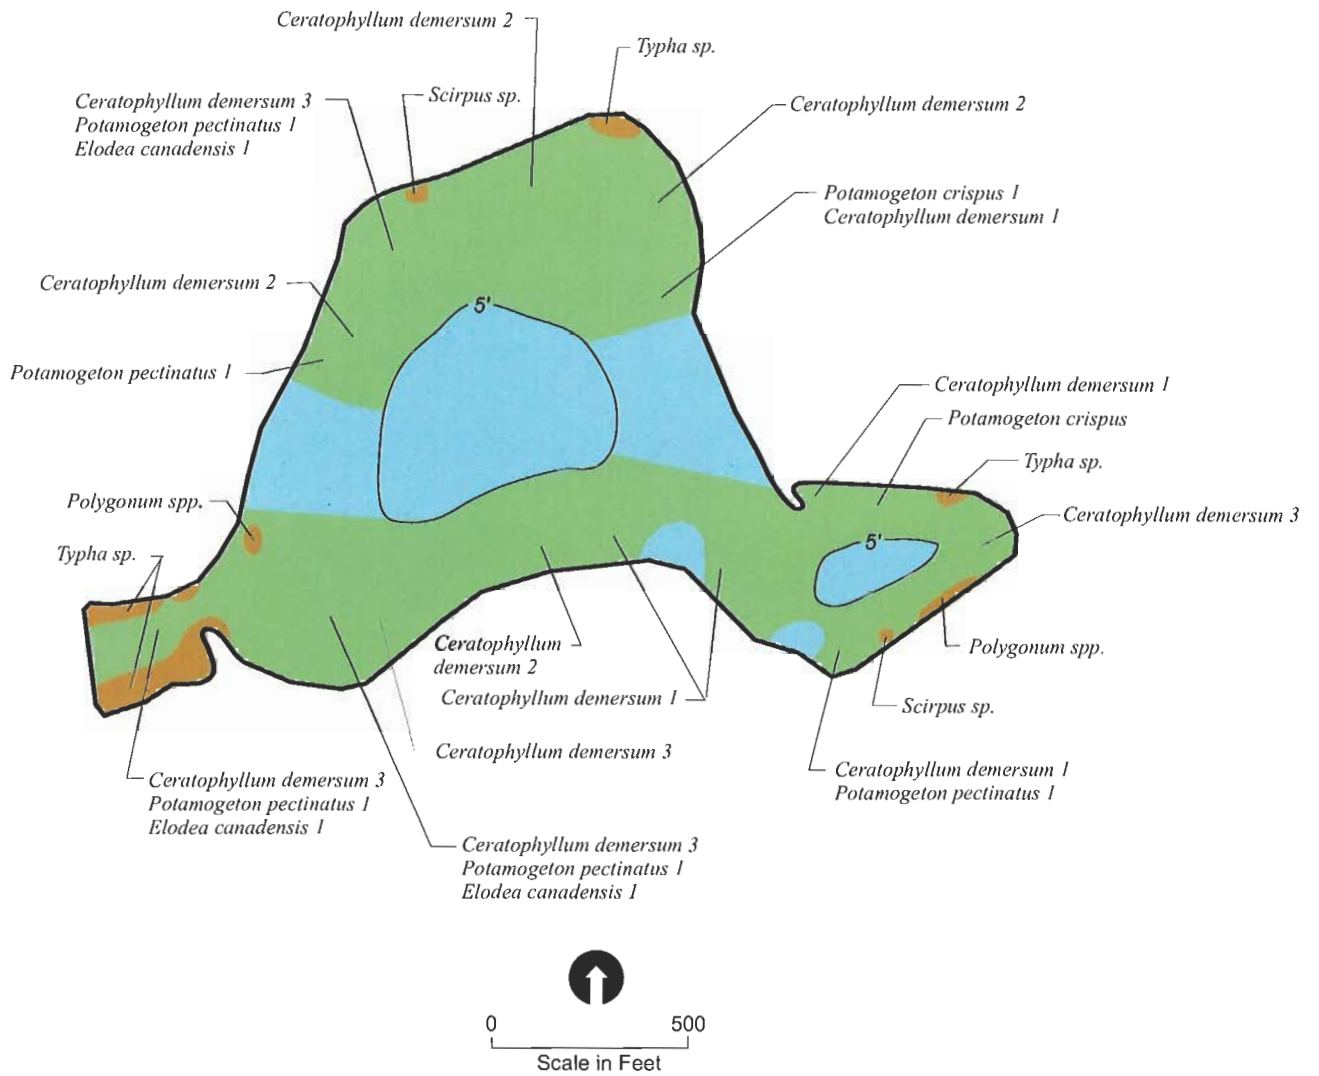 Ceratophyllum demersum 2
Typha sp.
Scirpus sp.
Ceratophyllum demersum 3
Potamogeton pectinatus 1
Elodea canadensis 1
Ceratophyllum demersum 2
Potamogeton crispus 1
Ceratophyllum demersum 1
Ceratophyllum demersum 2
5'
Potamogeton pectinatus 1
Ceratophyllum demersum 1
Potamogeton crispus
Typha sp.
Polygonum spp.
Ceratophyllum demersum 3
5'
Typha sp.
Ceratophyllum
demersum 2
Polygonum spp.
Ceratophyllum demersum 1
Scirpus sp.
Ceratophyllum demersum 3
Ceratophyllum demersum 1
Potamogeton pectinatus 1
Ceratophyllum demersum 3
Potamogeton pectinatus 1
Elodea canadensis 1
Ceratophyllum demersum 3
Potamogeton pectinatus 1
Elodea canadensis 1
0 500
Scale in Feet